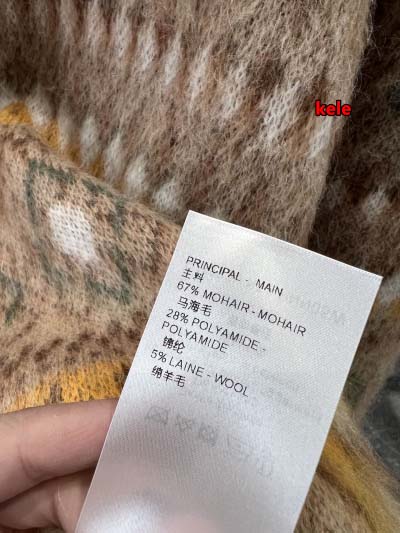 kele
PRINCIPAL - MAIN
主料
67% MOHAIR - MOHAIR
马海毛
28% POLYAMIDE -
POLYAMIDE
锦纶
5% LAINE - WOOL
绵羊毛